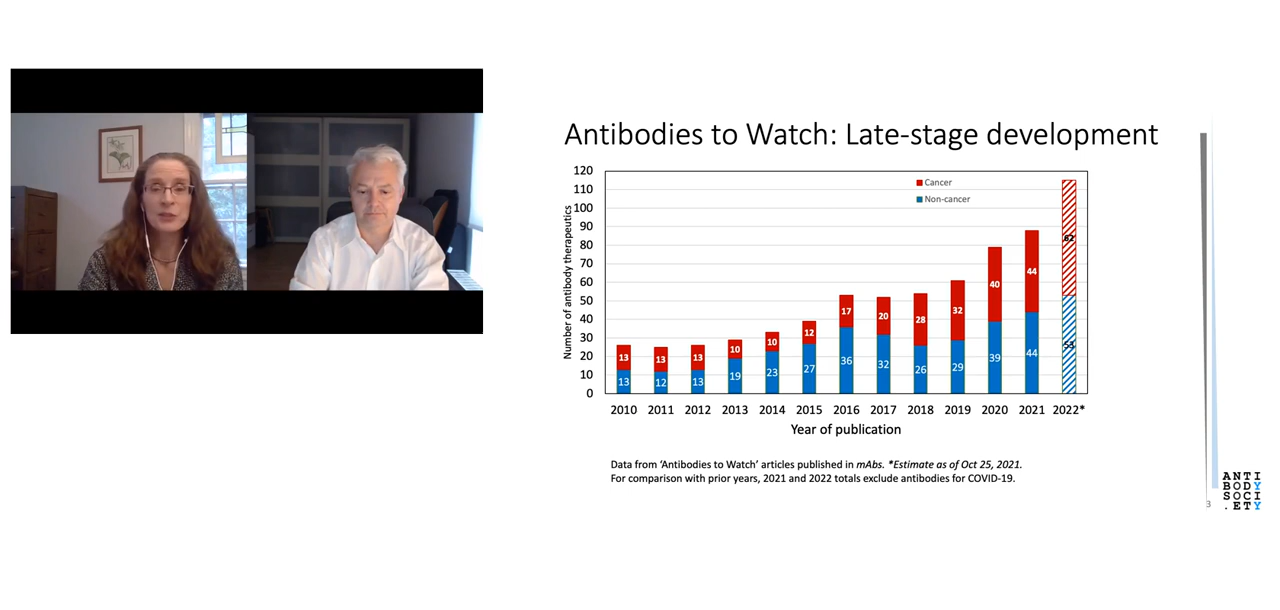 Antibodies to Watch: Late-stage development
Number of antibody therapeutics
120
110
100
90
80
70
60
50
40
30
20
10
0
Cancer
Non-cancer
13 13 13 10 10 12 17 20 28 32 40 44 62
13 12 13 19 23 27 36 32 26 29 39 44 53
2010 2011 2012 2013 2014 2015 2016 2017 2018 2019 2020 2021 2022*
Year of publication
Data from ‘Antibodies to Watch’ articles published in mAbs. *Estimate as of Oct 25, 2021.
For comparison with prior years, 2021 and 2022 totals exclude antibodies for COVID-19.
3
ANTI
BODY
SOCI
.ETY